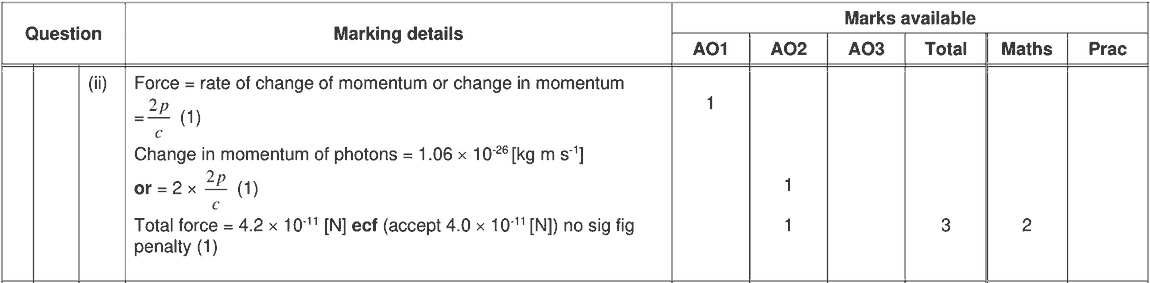 Question Marking details Marks available
AO1 AO2 AO3 Total Maths Prac
(ii) Force = rate of change of momentum or change in momentum
= 2p/c (1) 1
Change in momentum of photons = 1.06 × 10⁻²⁶ [kg m s⁻¹]
or = 2 × 2p/c (1) 1
Total force = 4.2 × 10⁻¹¹ [N] ecf (accept 4.0 × 10⁻¹¹ [N]) no sig fig 1 3 2
penalty (1)